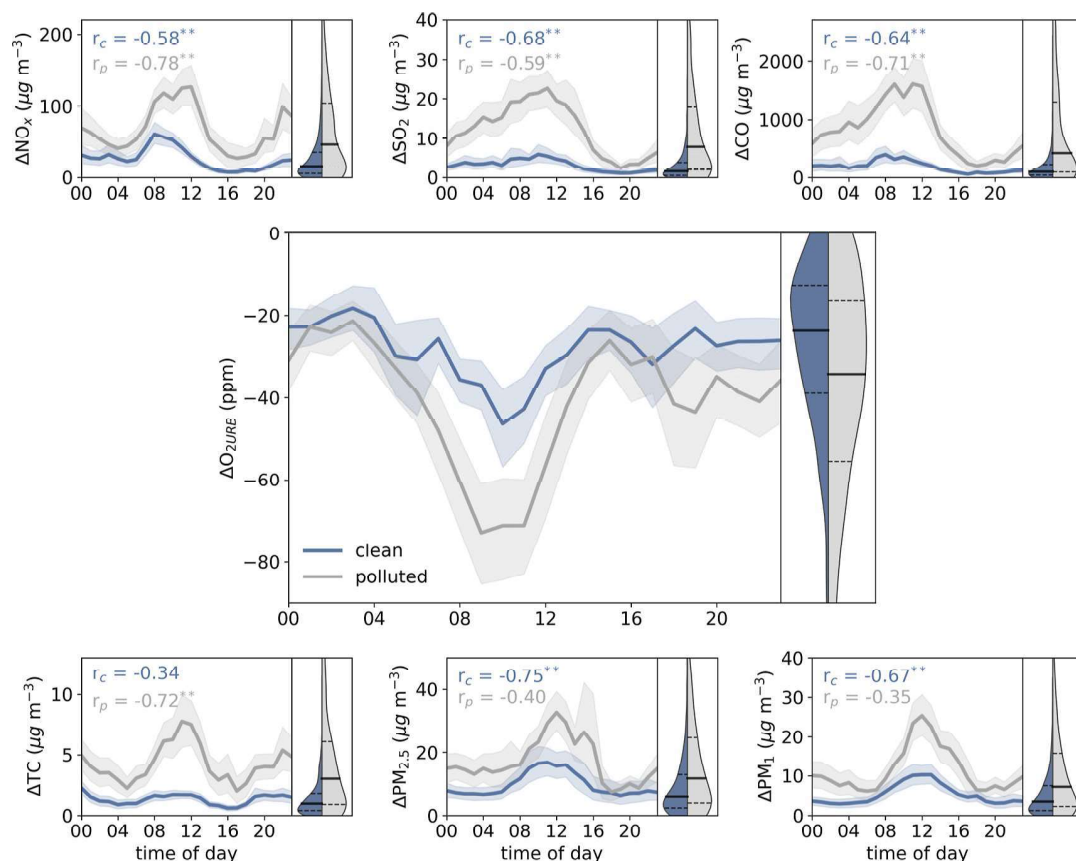 ΔNOₓ (μg m⁻³)
200
100
0
r_c = -0.58**
r_p = -0.78**
00 04 08 12 16 20
ΔSO₂ (μg m⁻³)
40
30
20
10
0
r_c = -0.68**
r_p = -0.59**
00 04 08 12 16 20
ΔCO (μg m⁻³)
2000
1000
0
r_c = -0.64**
r_p = -0.71**
00 04 08 12 16 20
ΔO₂URE (ppm)
0
−20
−40
−60
−80
clean
polluted
00 04 08 12 16 20
ΔTC (μg m⁻³)
10
5
0
r_c = -0.34
r_p = -0.72**
00 04 08 12 16 20
time of day
ΔPM₂.₅ (μg m⁻³)
40
20
0
r_c = -0.75**
r_p = -0.40
00 04 08 12 16 20
time of day
ΔPM₁ (μg m⁻³)
40
30
20
10
0
r_c = -0.67**
r_p = -0.35
00 04 08 12 16 20
time of day